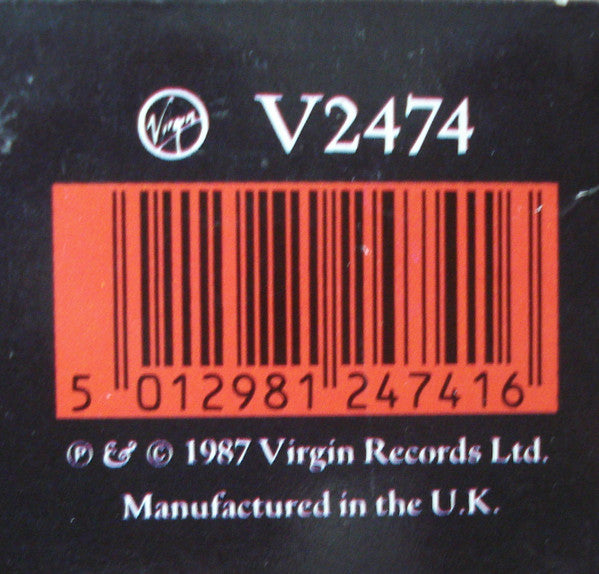 Virgin V2474
5 012981 247416
℗ & © 1987 Virgin Records Ltd.
Manufactured in the U.K.